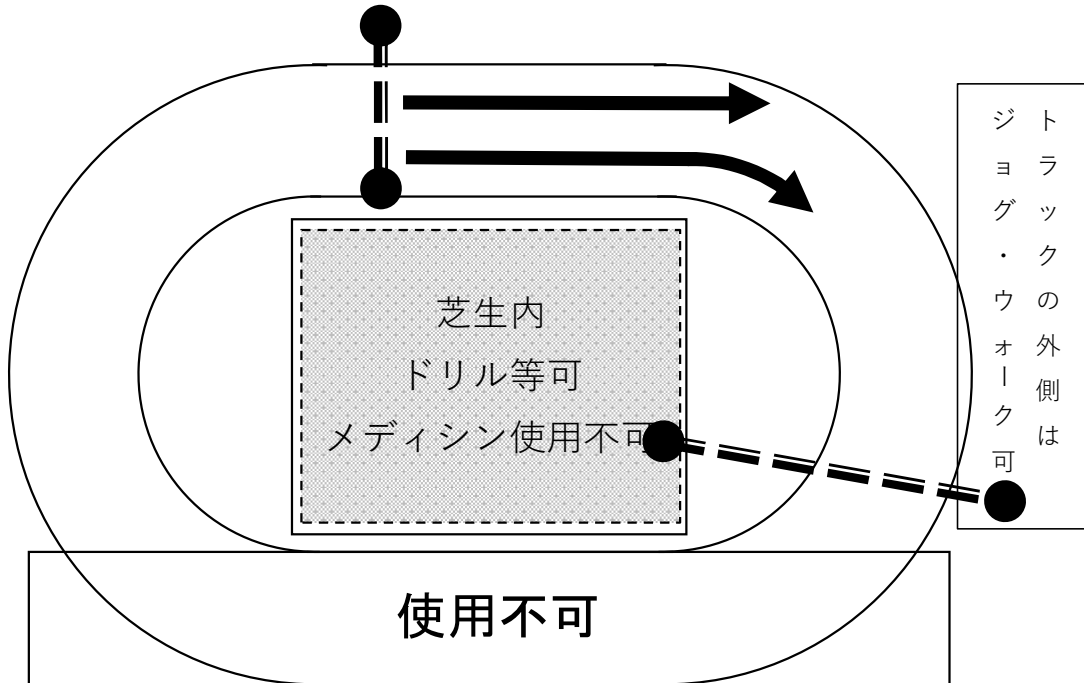 トラックの外側は
ジョグ・ウォーク可
芝生内
ドリル等可
メディシン使用不可
使用不可